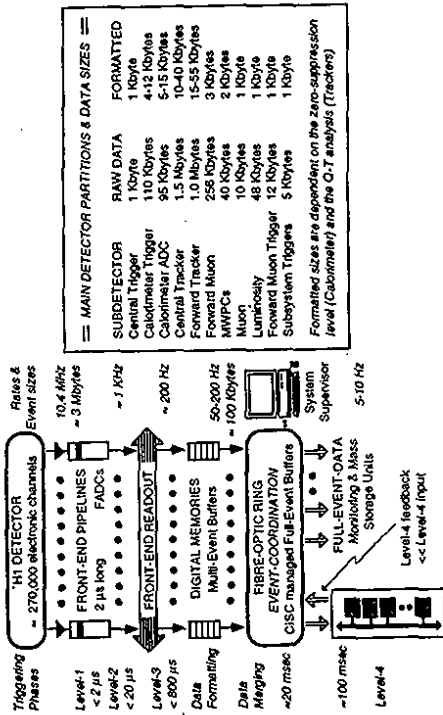 Triggering
Phases
Rates &
Event sizes
'H1 DETECTOR
~ 270,000 electronic channels
10.4 MHz
~ 3 Mbytes
Level-1
< 2 µs
FRONT-END PIPELINES
2 µs long FADCs
~ 1 KHz
Level-2
< 20 µs
FRONT-END READOUT
~ 200 Hz
Level-3
< 800 µs
Data
Formatting
DIGITAL MEMORIES
Multi-Event Buffers
50-200 Hz
~ 100 Kbytes
Data
Merging
~20 msec
FIBRE-OPTIC RING
EVENT-COORDINATION
CISC managed Full-Event Buffers
System
Supervisor
5-10 Hz
FULL-EVENT-DATA
Monitoring & Mass
Storage Units
~100 msec
Level-4
Level-4 feedback
<< Level-4 input
== MAIN DETECTOR PARTITIONS & DATA SIZES ==
SUBDETECTOR RAW DATA FORMATTED
Central Trigger 1 Kbyte 1 Kbyte
Calorimeter Trigger 110 Kbytes 4-12 Kbytes
Calorimeter ADC 95 Kbytes 5-15 Kbytes
Central Tracker 1.5 Mbytes 10-40 Kbytes
Forward Tracker 1.0 Mbytes 15-55 Kbytes
Forward Muon 256 Kbytes 3 Kbytes
MWPCs 40 Kbytes 2 Kbytes
Muon 10 Kbytes 1 Kbyte
Luminosity 48 Kbytes 1 Kbyte
Forward Muon Trigger 12 Kbytes 1 Kbyte
Subsystem Triggers 5 Kbytes 1 Kbyte
Formatted sizes are dependent on the zero-suppression
level (Calorimeter) and the Q-T analysis (Trackers)